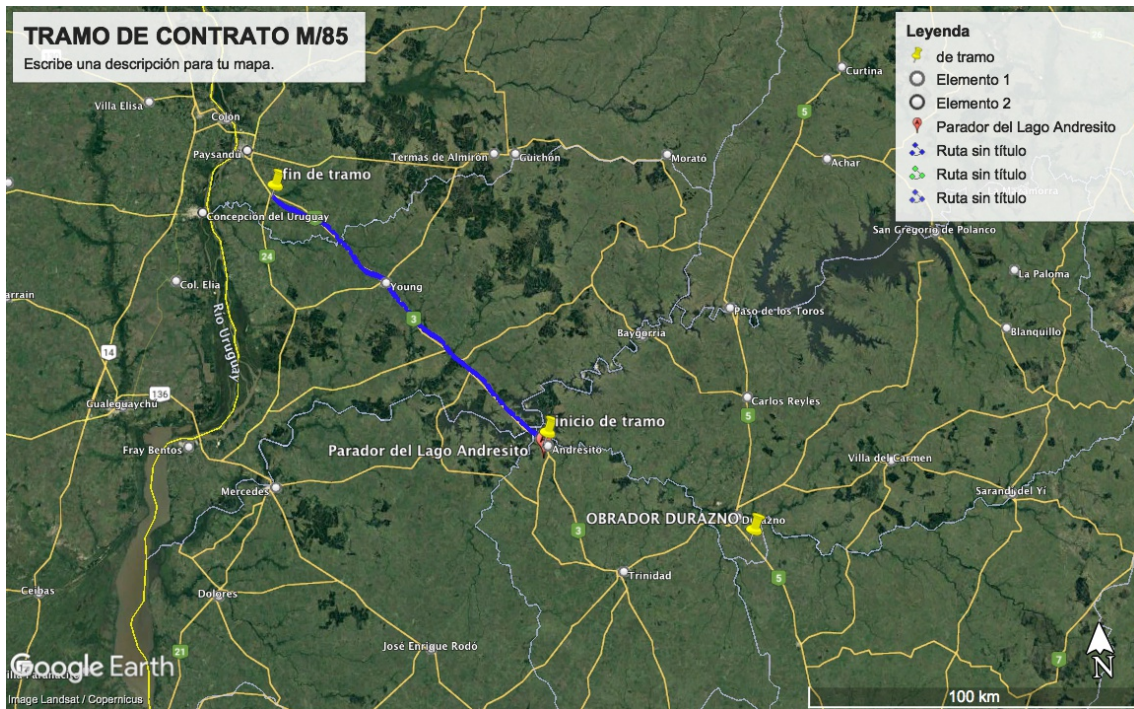 TRAMO DE CONTRATO M/85
Escribe una descripción para tu mapa.
Leyenda
de tramo
Elemento 1
Elemento 2
Parador del Lago Andresito
Ruta sin título
Ruta sin título
Ruta sin título
Curtina
Villa Elisa
Colón
5
Paysandú
Termas de Almirón
Guichón
Morató
Achar
fin de tramo
Concepción del Uruguay
San Gregorio de Polanco
24
La Paloma
Col. Elia
Young
Río Uruguay
3
Paso de los Toros
Baygorria
Blanquillo
14
136
Gualeguaychú
Carlos Reyles
5
inicio de tramo
Fray Bentos
Parador del Lago Andresito
Andresito
Villa del Carmen
Mercedes
Sarandí del Yí
OBRADOR DURAZNO
Durazno
3
Trinidad
5
Ceibas
Dolores
José Enrique Rodó
21
7
N
Google Earth
Image Landsat / Copernicus
100 km